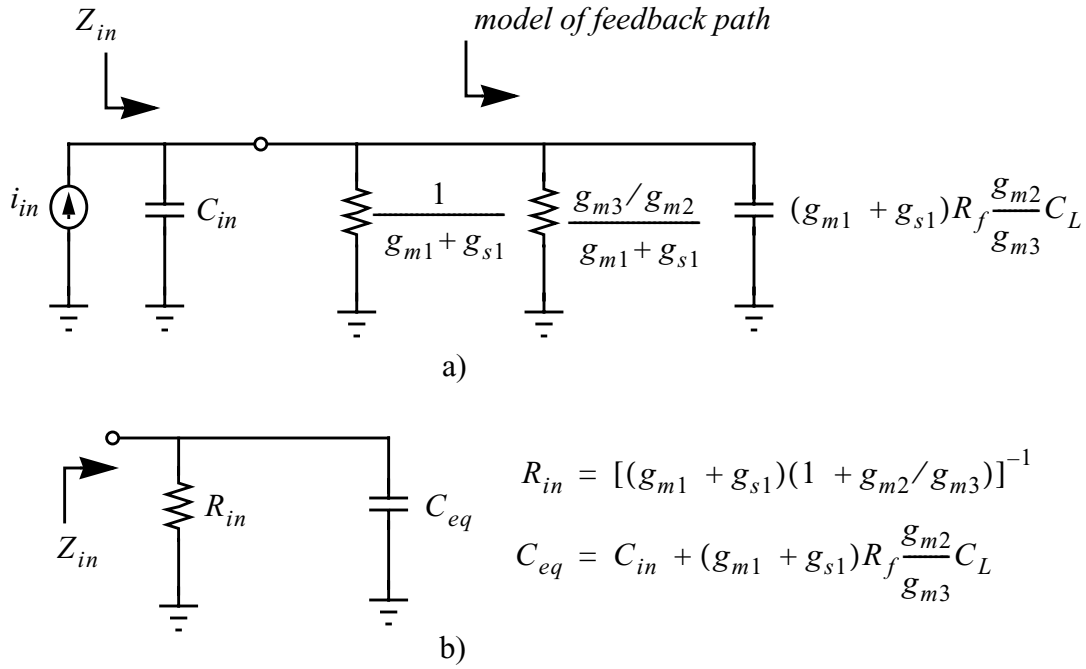 Z_in
model of feedback path
i_in
C_in
1/(g_m1 + g_s1)
(g_m3/g_m2)/(g_m1 + g_s1)
(g_m1 + g_s1)R_f (g_m2/g_m3) C_L
a)
Z_in
R_in
C_eq
R_in = [(g_m1 + g_s1)(1 + g_m2/g_m3)]^–1
C_eq = C_in + (g_m1 + g_s1)R_f (g_m2/g_m3) C_L
b)